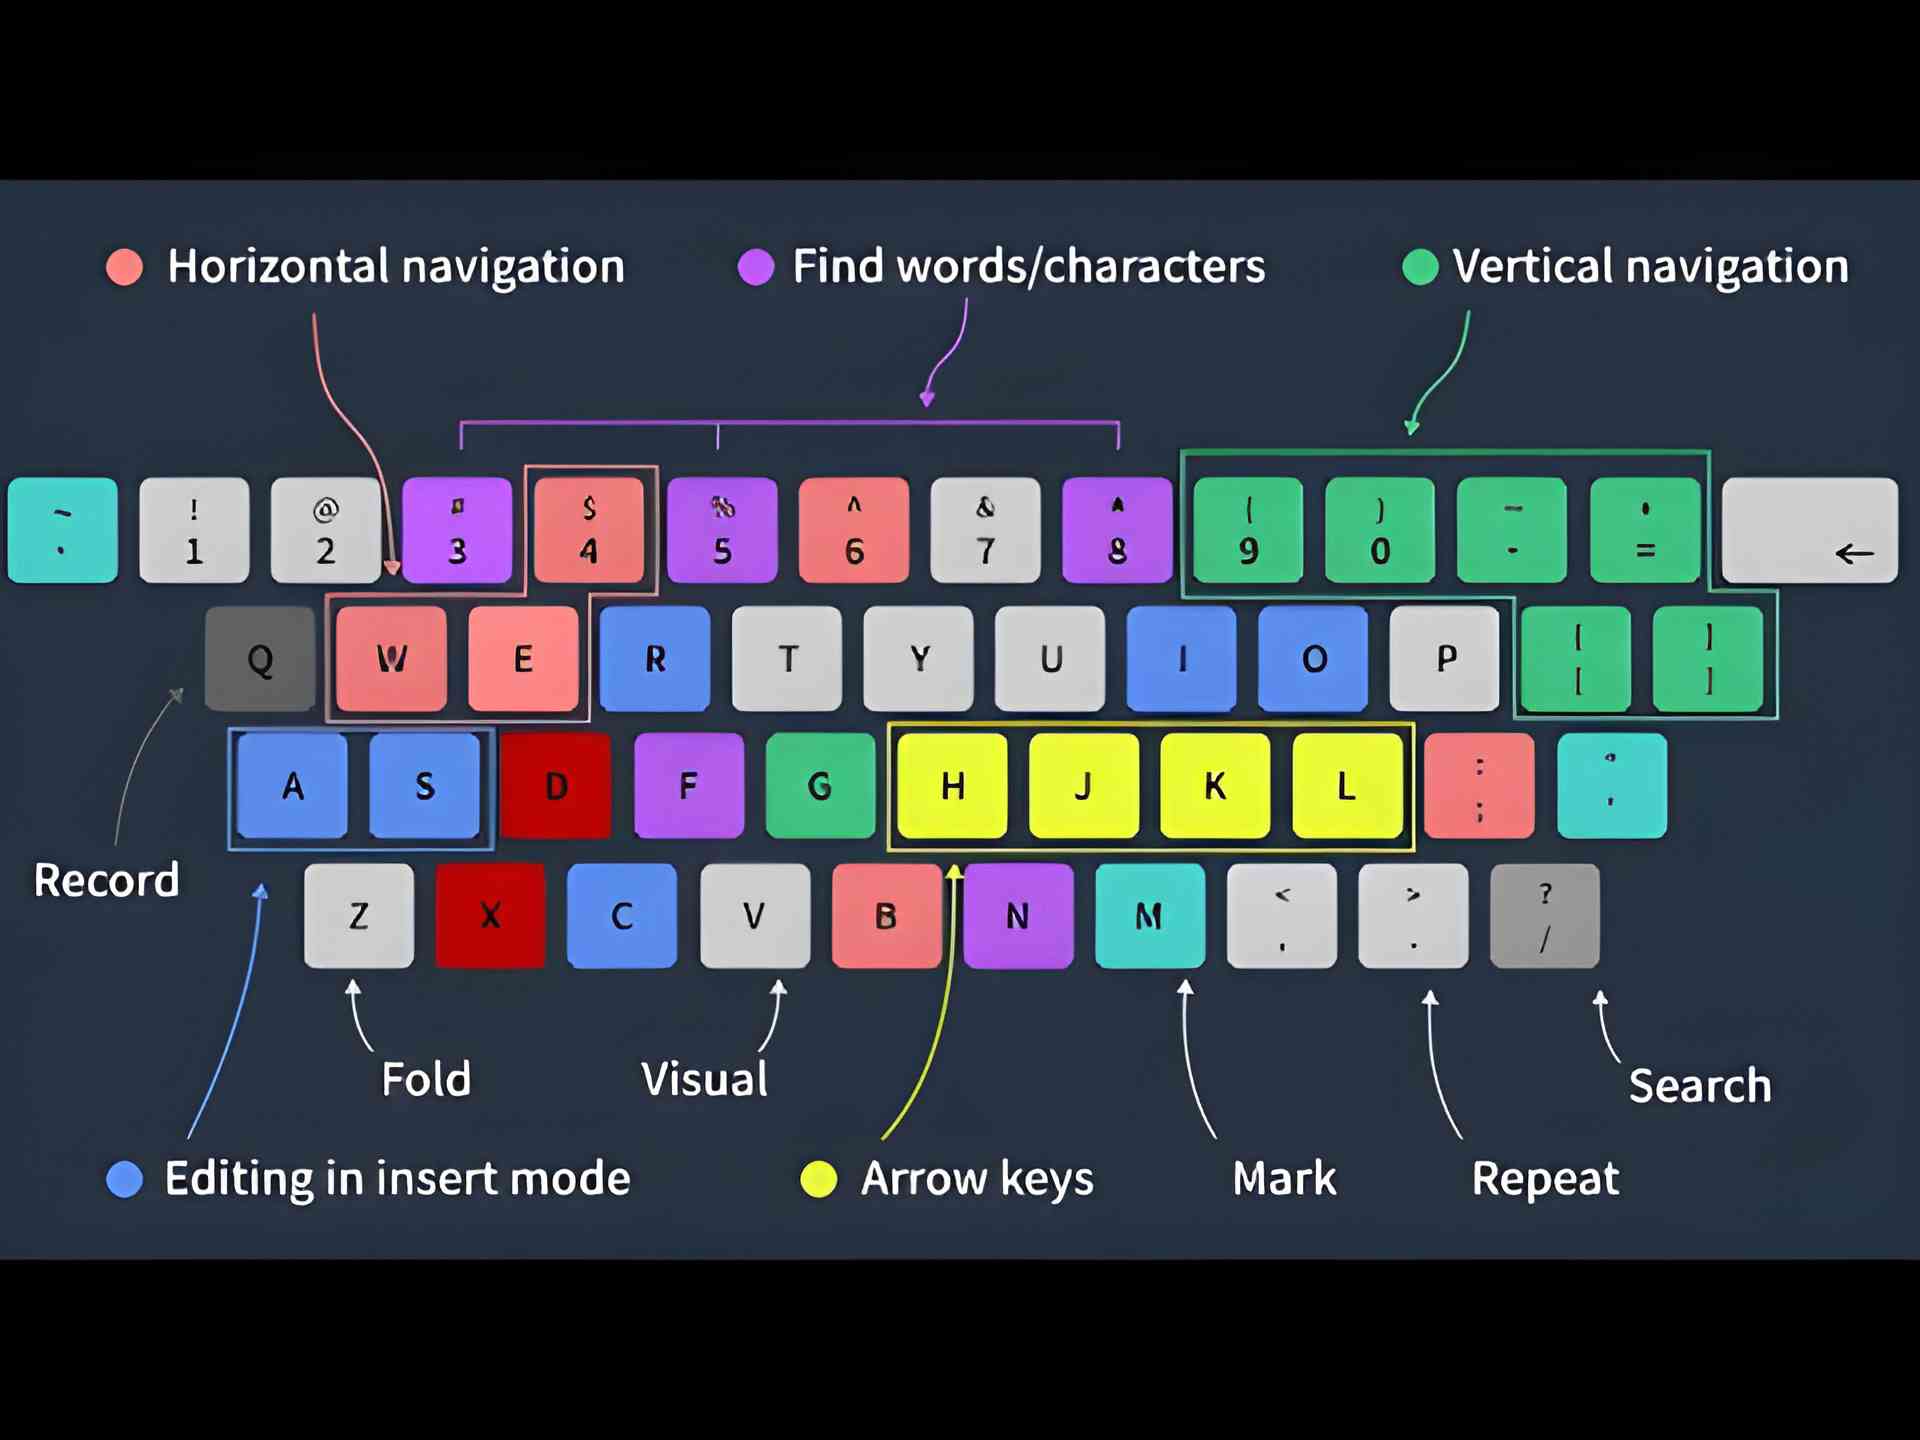 Horizontal navigation
Find words/characters
Vertical navigation
~ ! @ $ % ^ & ( ) –
1 2 3 4 5 6 7 8 9 0 - = ←
Q W E R T Y U I O P [ ]
[ ]
A S D F G H J K L : ;
Z X C V B N M < , > . ? /
Record
Fold
Visual
Search
Editing in insert mode
Arrow keys
Mark
Repeat